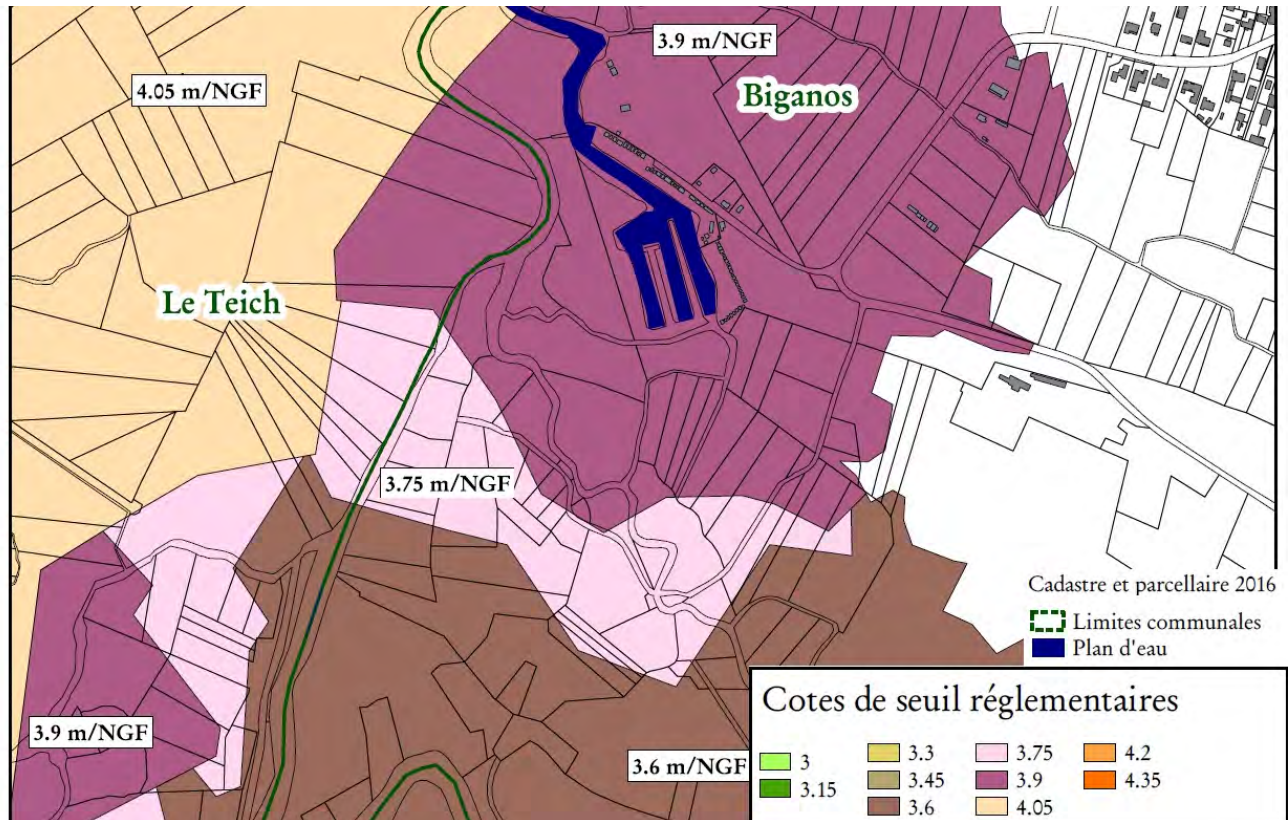 3.9 m/NGF
4.05 m/NGF
Biganos
Le Teich
3.75 m/NGF
Cadastre et parcellaire 2016
Limites communales
Plan d'eau
3.9 m/NGF
3.6 m/NGF
Cotes de seuil réglementaires
3
3.15
3.3
3.45
3.6
3.75
3.9
4.05
4.2
4.35